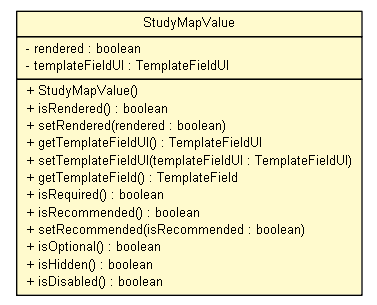 StudyMapValue
- rendered : boolean
- templateFieldUI : TemplateFieldUI
+ StudyMapValue()
+ isRendered() : boolean
+ setRendered(rendered : boolean)
+ getTemplateFieldUI() : TemplateFieldUI
+ setTemplateFieldUI(templateFieldUI : TemplateFieldUI)
+ getTemplateField() : TemplateField
+ isRequired() : boolean
+ isRecommended() : boolean
+ setRecommended(isRecommended : boolean)
+ isOptional() : boolean
+ isHidden() : boolean
+ isDisabled() : boolean